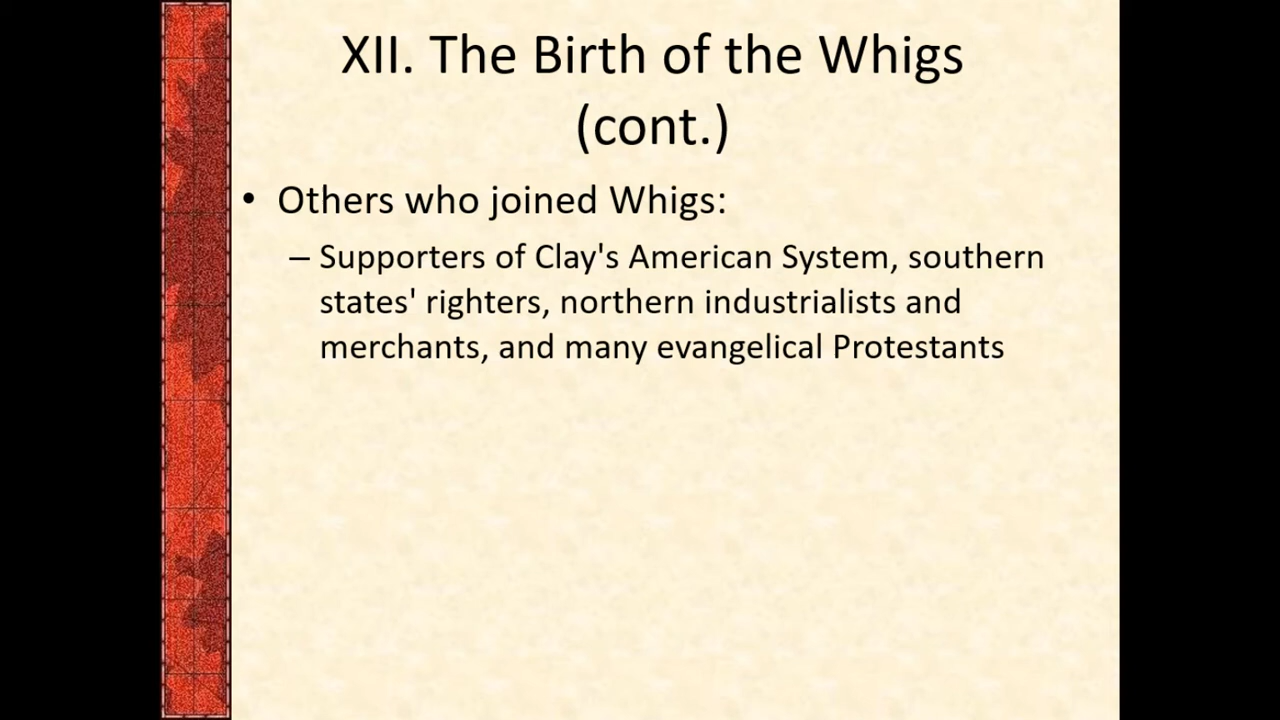 XII. The Birth of the Whigs
(cont.)
• Others who joined Whigs:
– Supporters of Clay's American System, southern
states' righters, northern industrialists and
merchants, and many evangelical Protestants